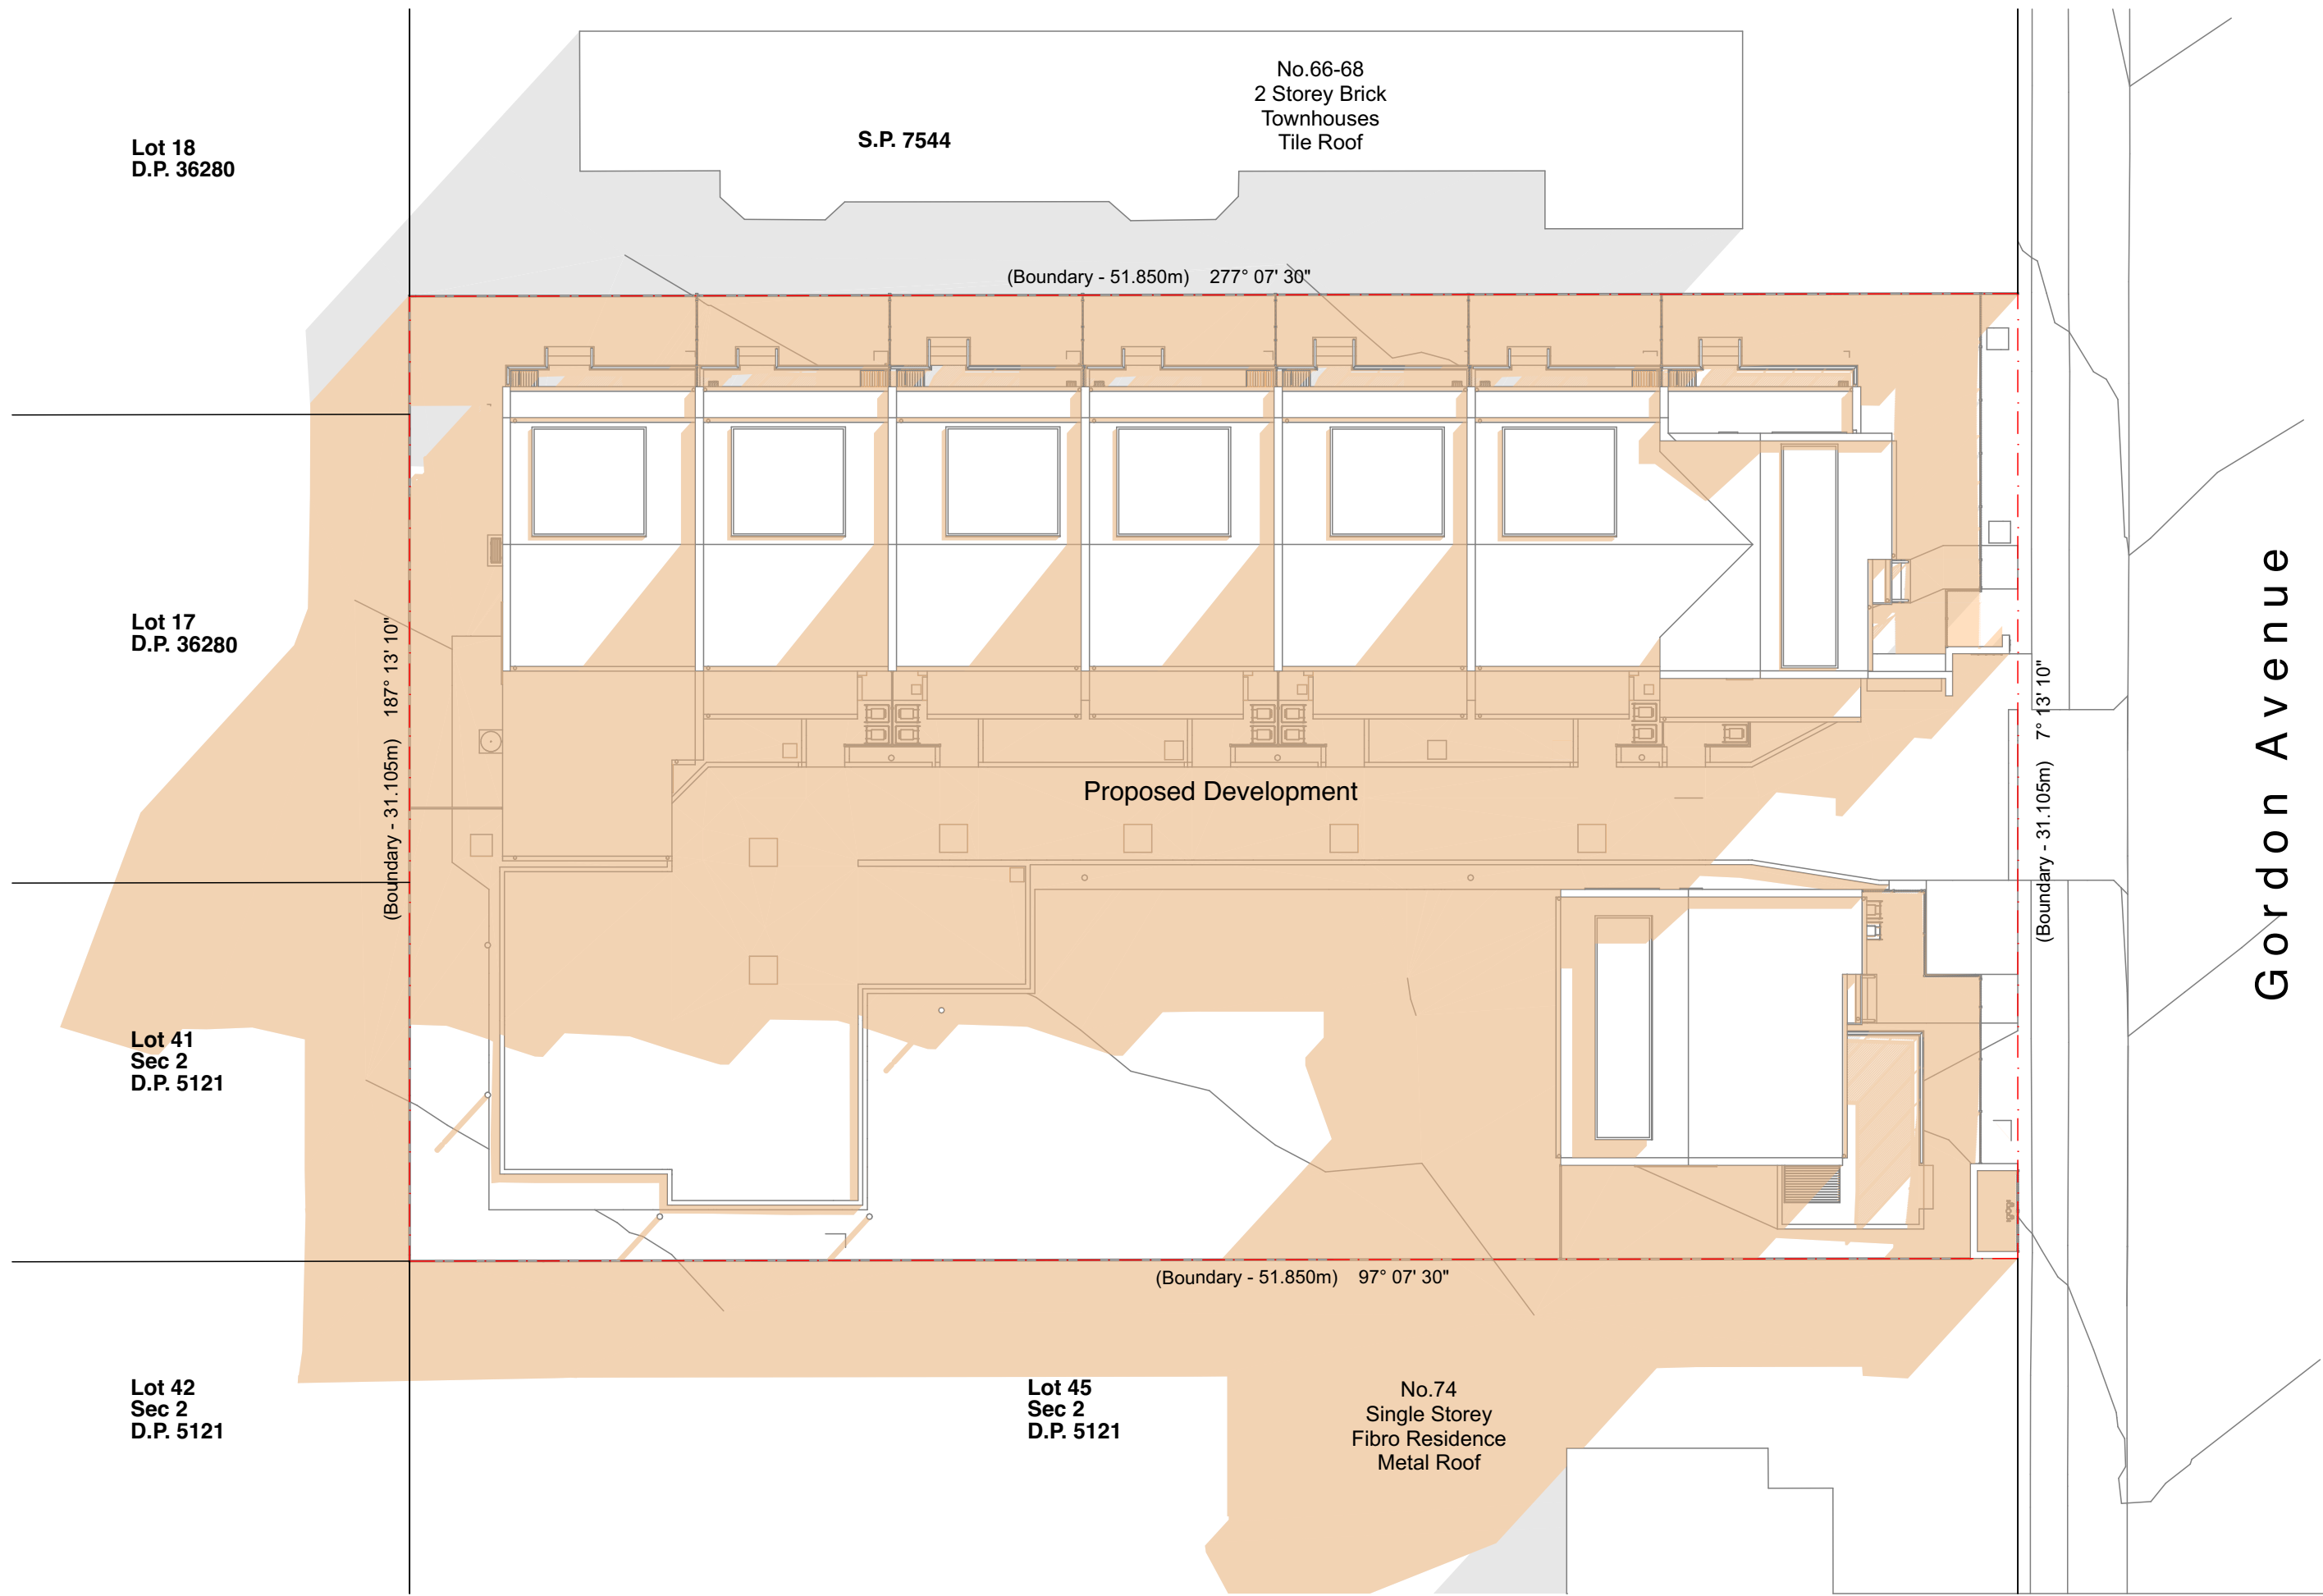 No.66-68
2 Storey Brick
Townhouses
Tile Roof
S.P. 7544
Lot 18
D.P. 36280
(Boundary - 51.850m) 277° 07' 30"
Lot 17
D.P. 36280
(Boundary - 31.105m) 187° 13' 10"
Proposed Development
(Boundary - 31.105m) 7° 13' 10"
Gordon Avenue
Lot 41
Sec 2
D.P. 5121
(Boundary - 51.850m) 97° 07' 30"
Lot 42
Sec 2
D.P. 5121
Lot 45
Sec 2
D.P. 5121
No.74
Single Storey
Fibro Residence
Metal Roof